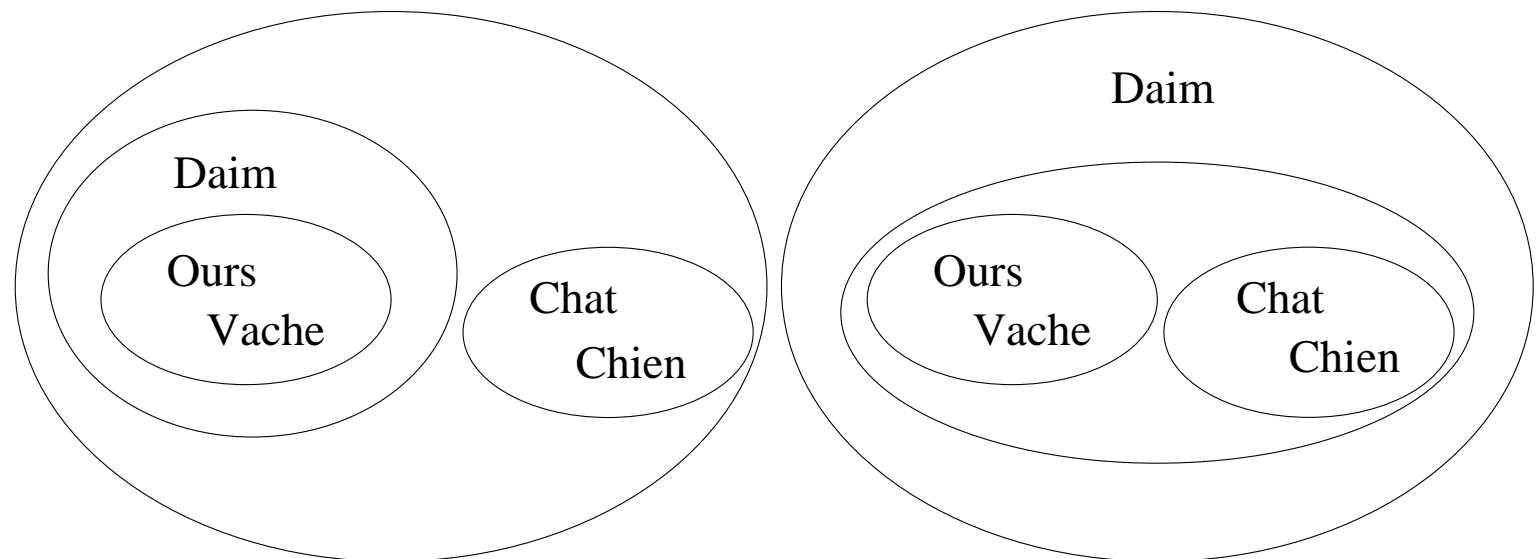 Daim
Ours
Vache
Chat
Chien
Daim
Ours
Vache
Chat
Chien